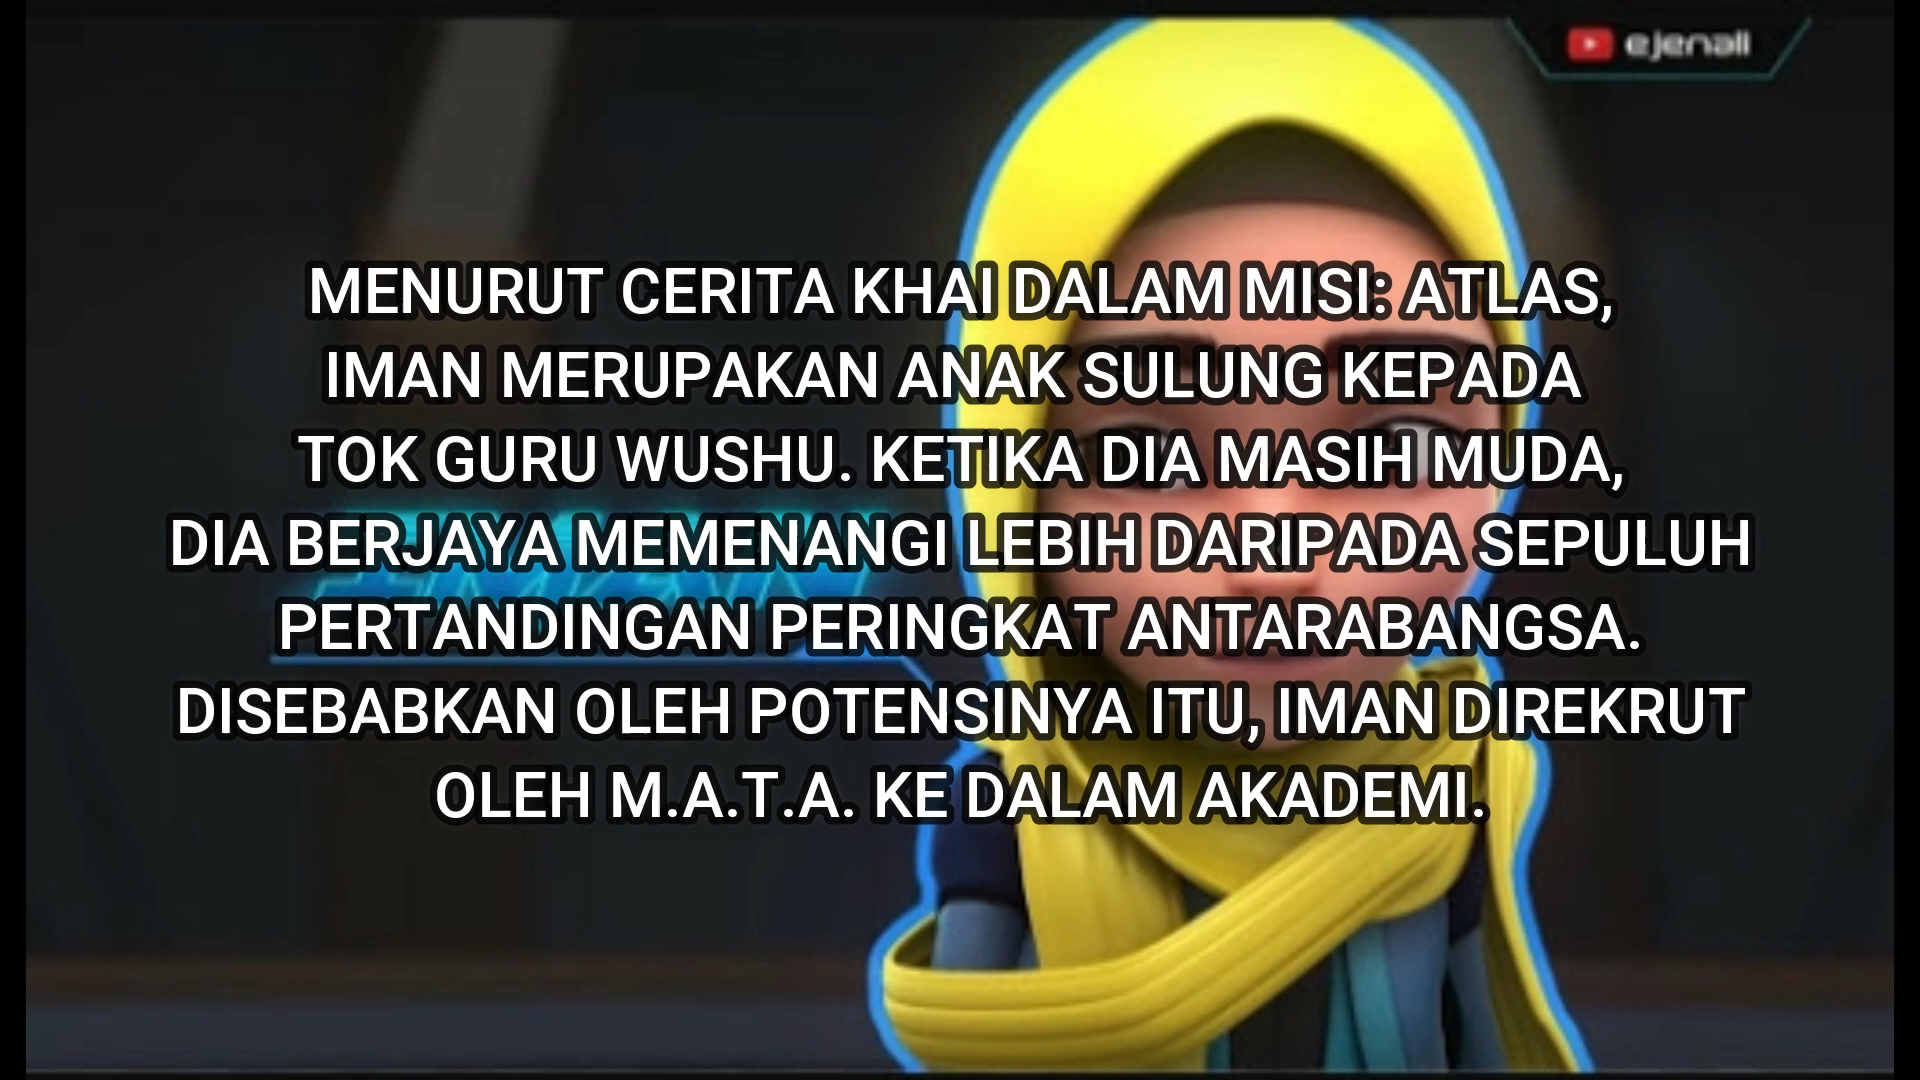 ejenali
MENURUT CERITA KHAI DALAM MISI: ATLAS,
IMAN MERUPAKAN ANAK SULUNG KEPADA
TOK GURU WUSHU. KETIKA DIA MASIH MUDA,
DIA BERJAYA MEMENANGI LEBIH DARIPADA SEPULUH
PERTANDINGAN PERINGKAT ANTARABANGSA.
DISEBABKAN OLEH POTENSINYA ITU, IMAN DIREKRUT
OLEH M.A.T.A. KE DALAM AKADEMI.